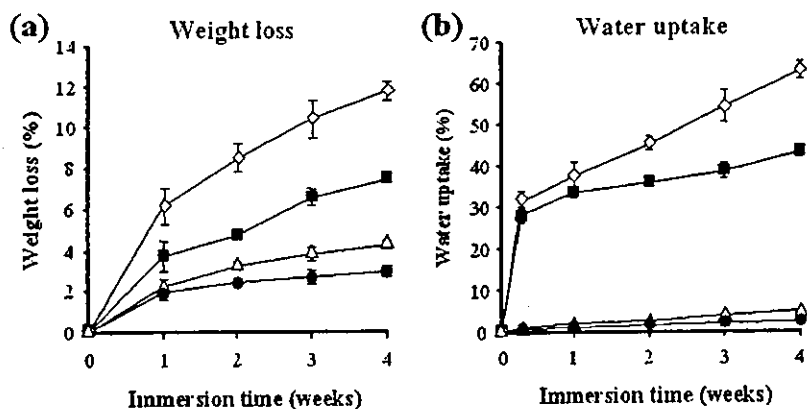 (a) Weight loss
Weight loss (%)
14
12
10
8
6
4
2
0
0 1 2 3 4
Immersion time (weeks)
(b) Water uptake
Water uptake (%)
70
60
50
40
30
20
10
0
0 1 2 3 4
Immersion time (weeks)